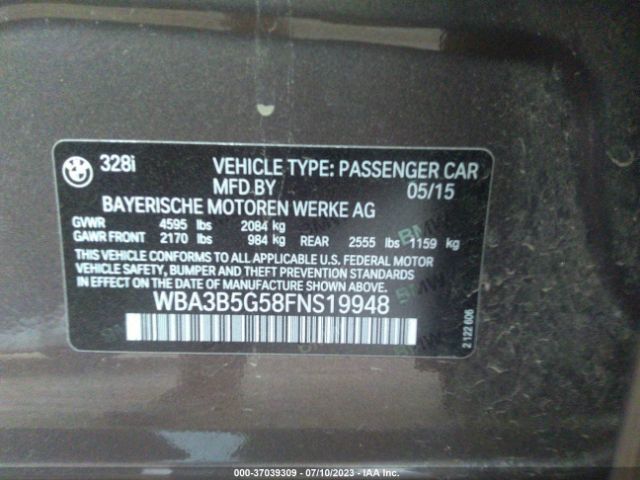 BMW 328i VEHICLE TYPE: PASSENGER CAR
MFD BY 05/15
BAYERISCHE MOTOREN WERKE AG
GVWR 4595 lbs 2084 kg
GAWR FRONT 2170 lbs 984 kg REAR 2555 lbs 1159 kg
THIS VEHICLE CONFORMS TO ALL APPLICABLE U.S. FEDERAL MOTOR
VEHICLE SAFETY, BUMPER AND THEFT PREVENTION STANDARDS
IN EFFECT ON THE DATE OF MANUFACTURE SHOWN ABOVE.
WBA3B5G58FNS19948
2 122 606
000-37039309 / 07/10/2023 - IAA Inc.